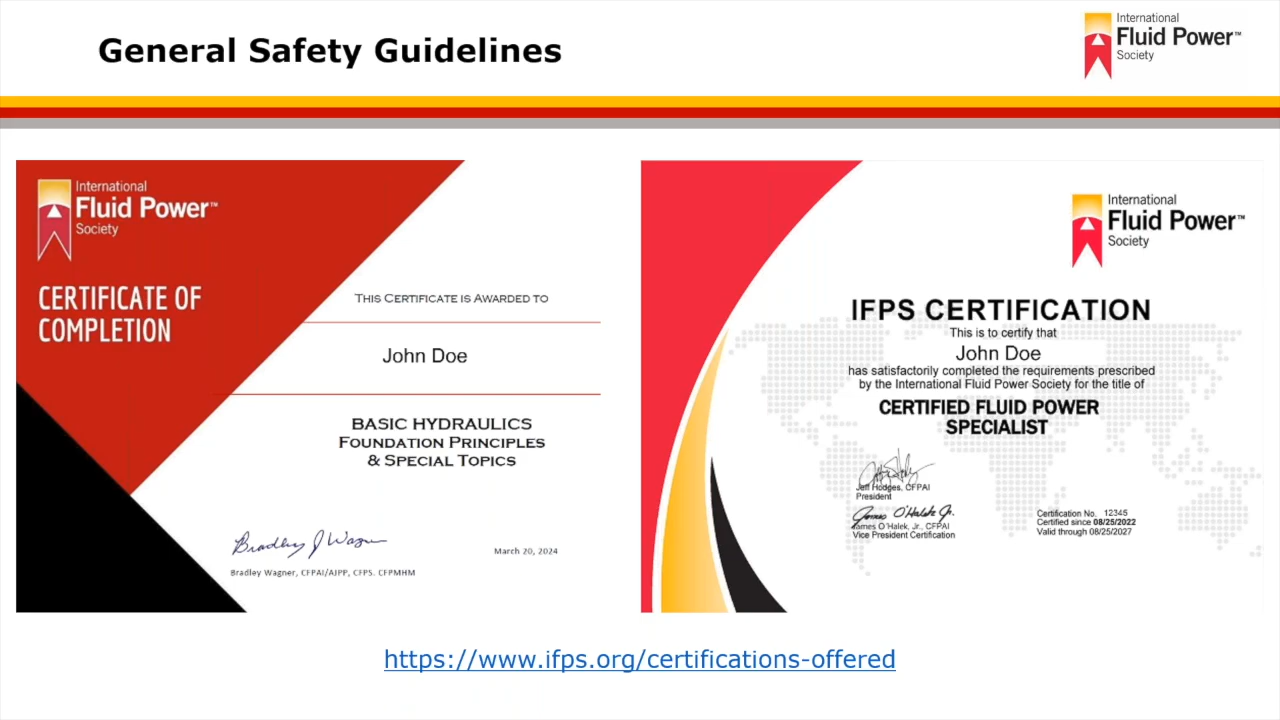 General Safety Guidelines
International
Fluid Power™
Society
International
Fluid Power™
Society
CERTIFICATE OF
COMPLETION
THIS CERTIFICATE IS AWARDED TO
John Doe
BASIC HYDRAULICS
FOUNDATION PRINCIPLES
& SPECIAL TOPICS
Bradley J Wagner
March 20, 2024
Bradley Wagner, CFPAI/AJPP, CFPS. CFPMHM
International
Fluid Power™
Society
IFPS CERTIFICATION
This is to certify that
John Doe
has satisfactorily completed the requirements prescribed
by the International Fluid Power Society for the title of
CERTIFIED FLUID POWER
SPECIALIST
Jeff Hodges, CFPAI
President
James O'Halek Jr.
James O'Halek, Jr., CFPAI
Vice President Certification
Certification No. 12345
Certified since 08/25/2022
Valid through 08/25/2027
https://www.ifps.org/certifications-offered